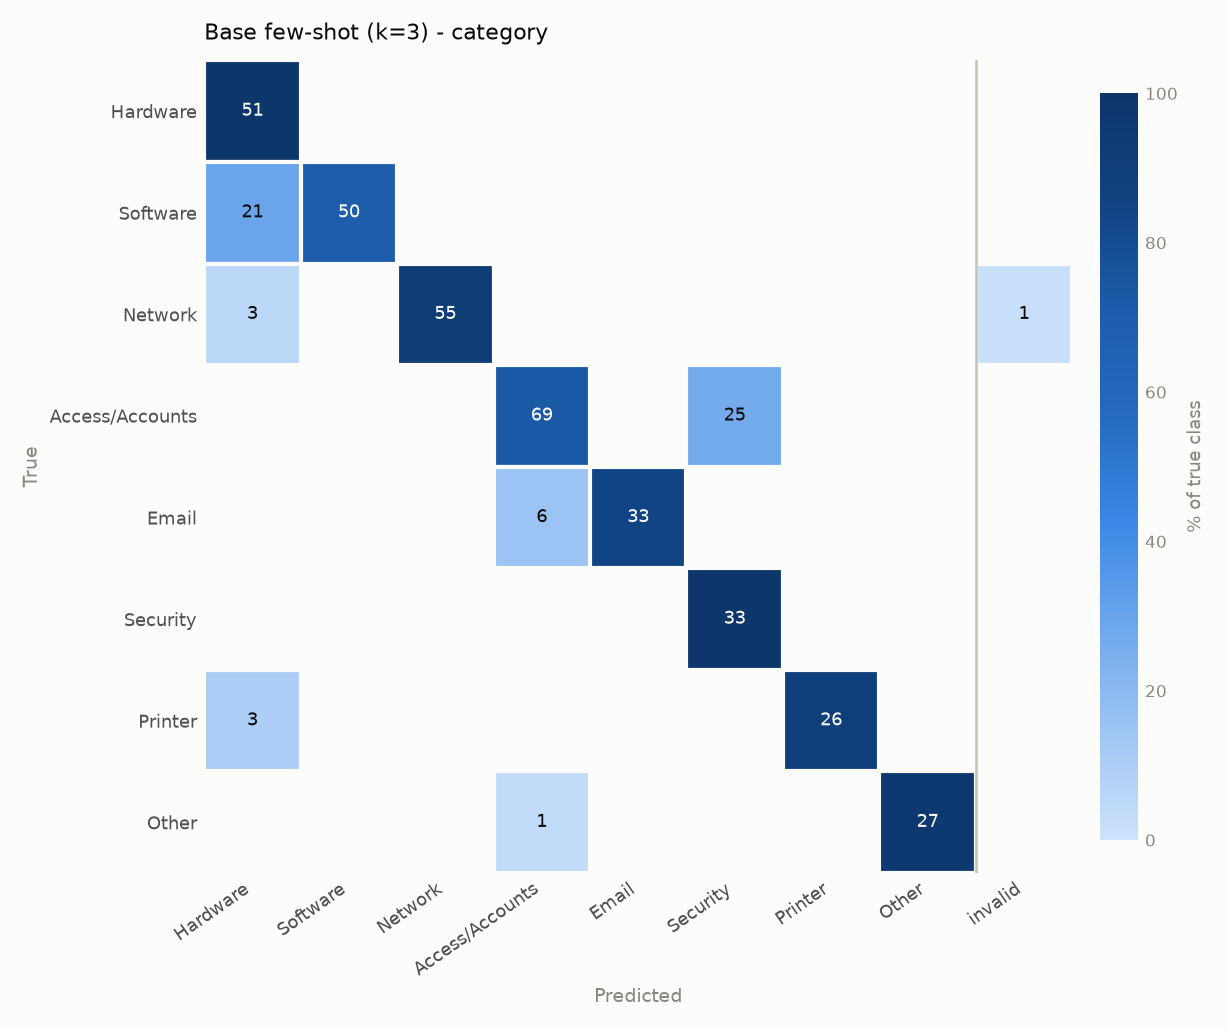 Base few-shot (k=3) - category
Hardware 51
Software 21 50
Network 3 55 1
Access/Accounts 69 25
Email 6 33
Security 33
Printer 3 26
Other 1 27
Hardware Software Network Access/Accounts Email Security Printer Other invalid
Predicted
True
100
80
60
40
20
0
% of true class